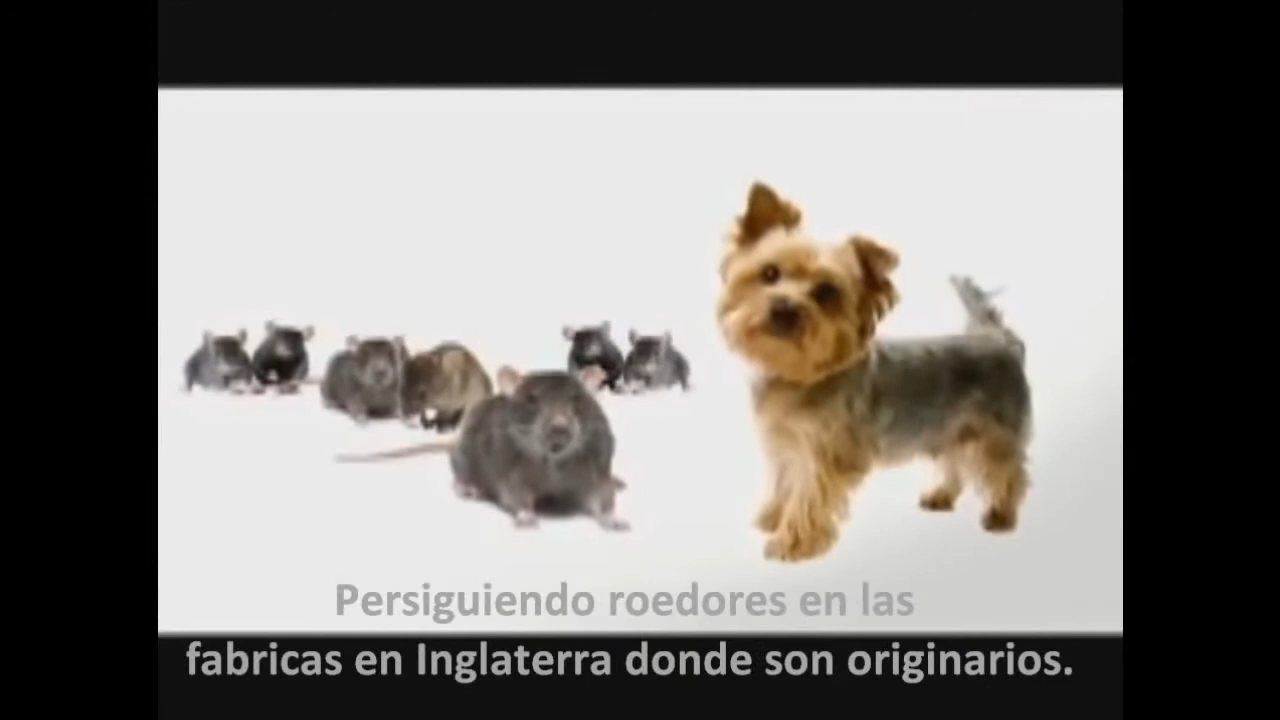 Persiguiendo roedores en las
fabricas en Inglaterra donde son originarios.